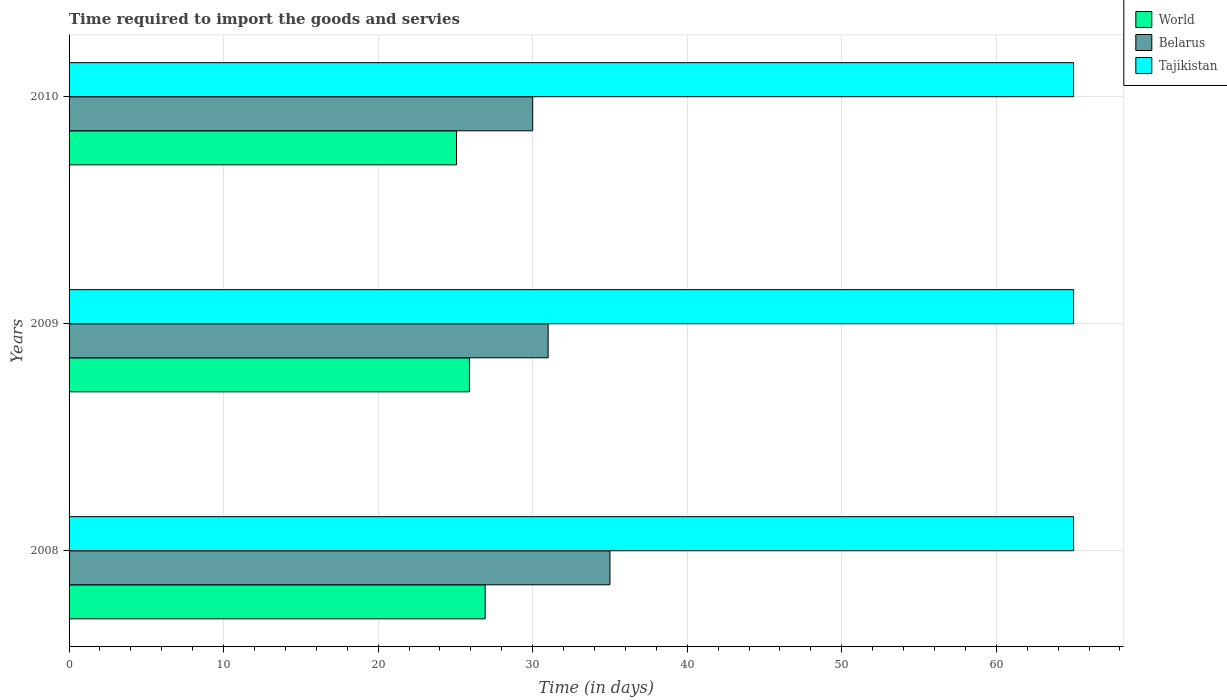 Time required to import the goods and servies
World
Belarus
Tajikistan
2010
2009
2008
Years
0
10
20
30
40
50
60
Time (in days)